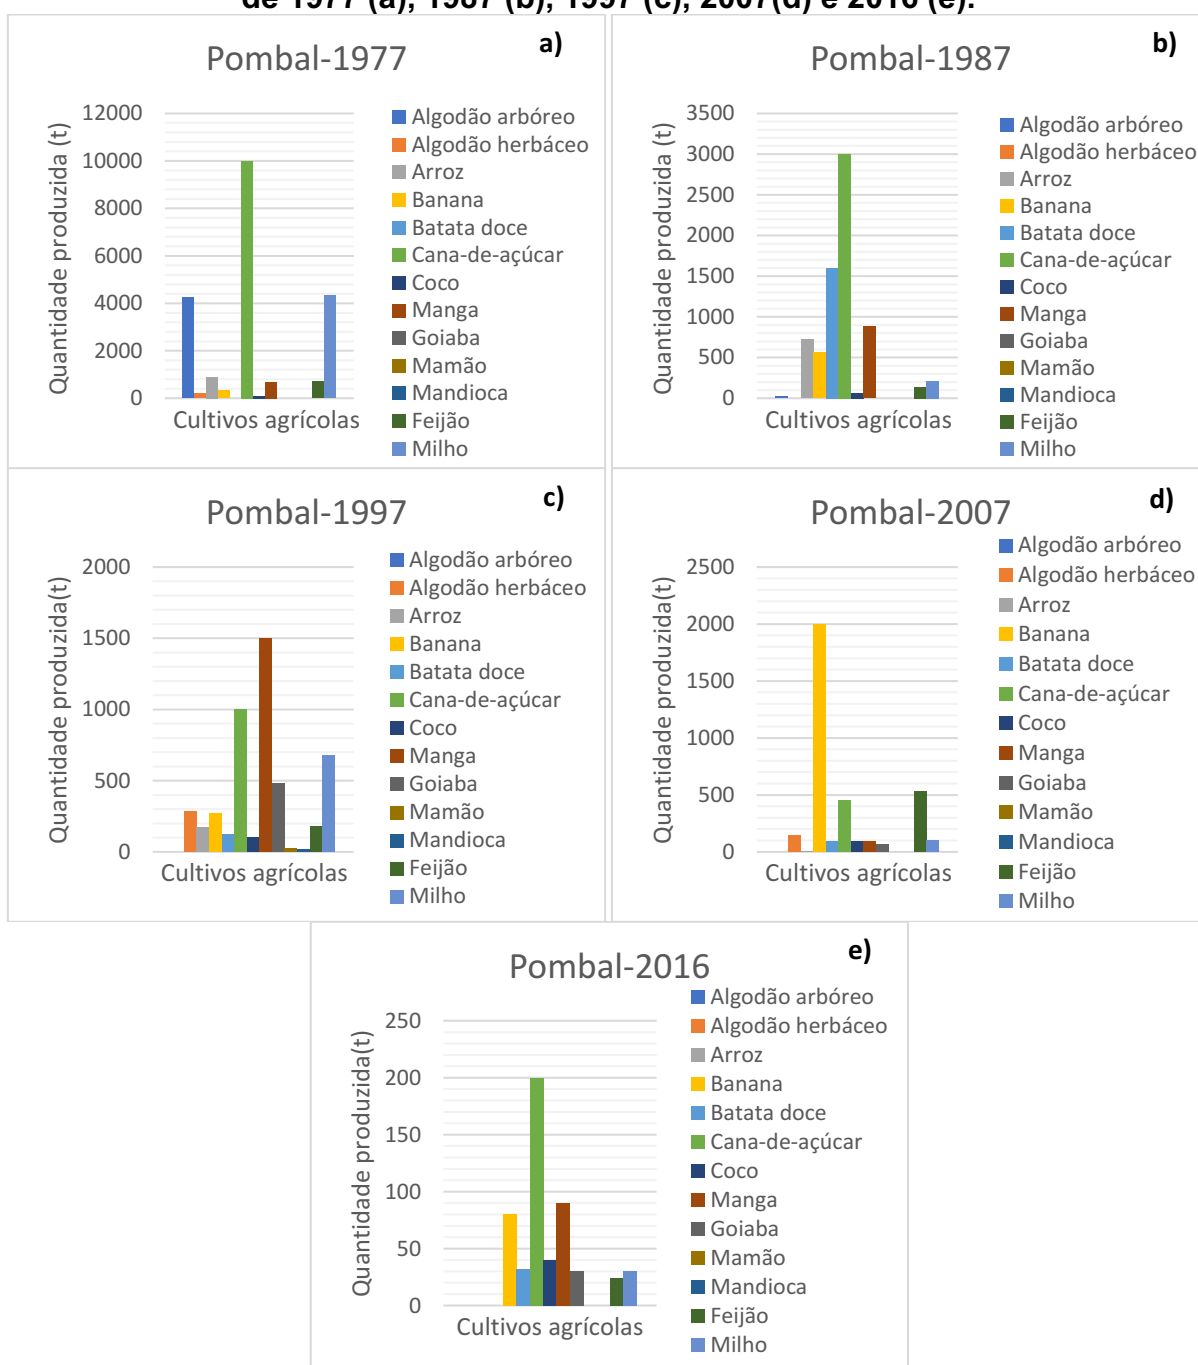 de 1977 (a), 1987 (b), 1997 (c), 2007(d) e 2016 (e).
a)
Pombal-1977
Quantidade produzida (t)
12000
10000
8000
6000
4000
2000
0
Cultivos agrícolas
Algodão arbóreo
Algodão herbáceo
Arroz
Banana
Batata doce
Cana-de-açúcar
Coco
Manga
Goiaba
Mamão
Mandioca
Feijão
Milho
b)
Pombal-1987
Quantidade produzida(t)
3500
3000
2500
2000
1500
1000
500
0
Cultivos agrícolas
Algodão arbóreo
Algodão herbáceo
Arroz
Banana
Batata doce
Cana-de-açúcar
Coco
Manga
Goiaba
Mamão
Mandioca
Feijão
Milho
c)
Pombal-1997
Quantidade produzida(t)
2000
1500
1000
500
0
Cultivos agrícolas
Algodão arbóreo
Algodão herbáceo
Arroz
Banana
Batata doce
Cana-de-açúcar
Coco
Manga
Goiaba
Mamão
Mandioca
Feijão
Milho
d)
Pombal-2007
Quantidade produzida(t)
2500
2000
1500
1000
500
0
Cultivos agrícolas
Algodão arbóreo
Algodão herbáceo
Arroz
Banana
Batata doce
Cana-de-açúcar
Coco
Manga
Goiaba
Mamão
Mandioca
Feijão
Milho
e)
Pombal-2016
Quantidade produzida(t)
250
200
150
100
50
0
Cultivos agrícolas
Algodão arbóreo
Algodão herbáceo
Arroz
Banana
Batata doce
Cana-de-açúcar
Coco
Manga
Goiaba
Mamão
Mandioca
Feijão
Milho